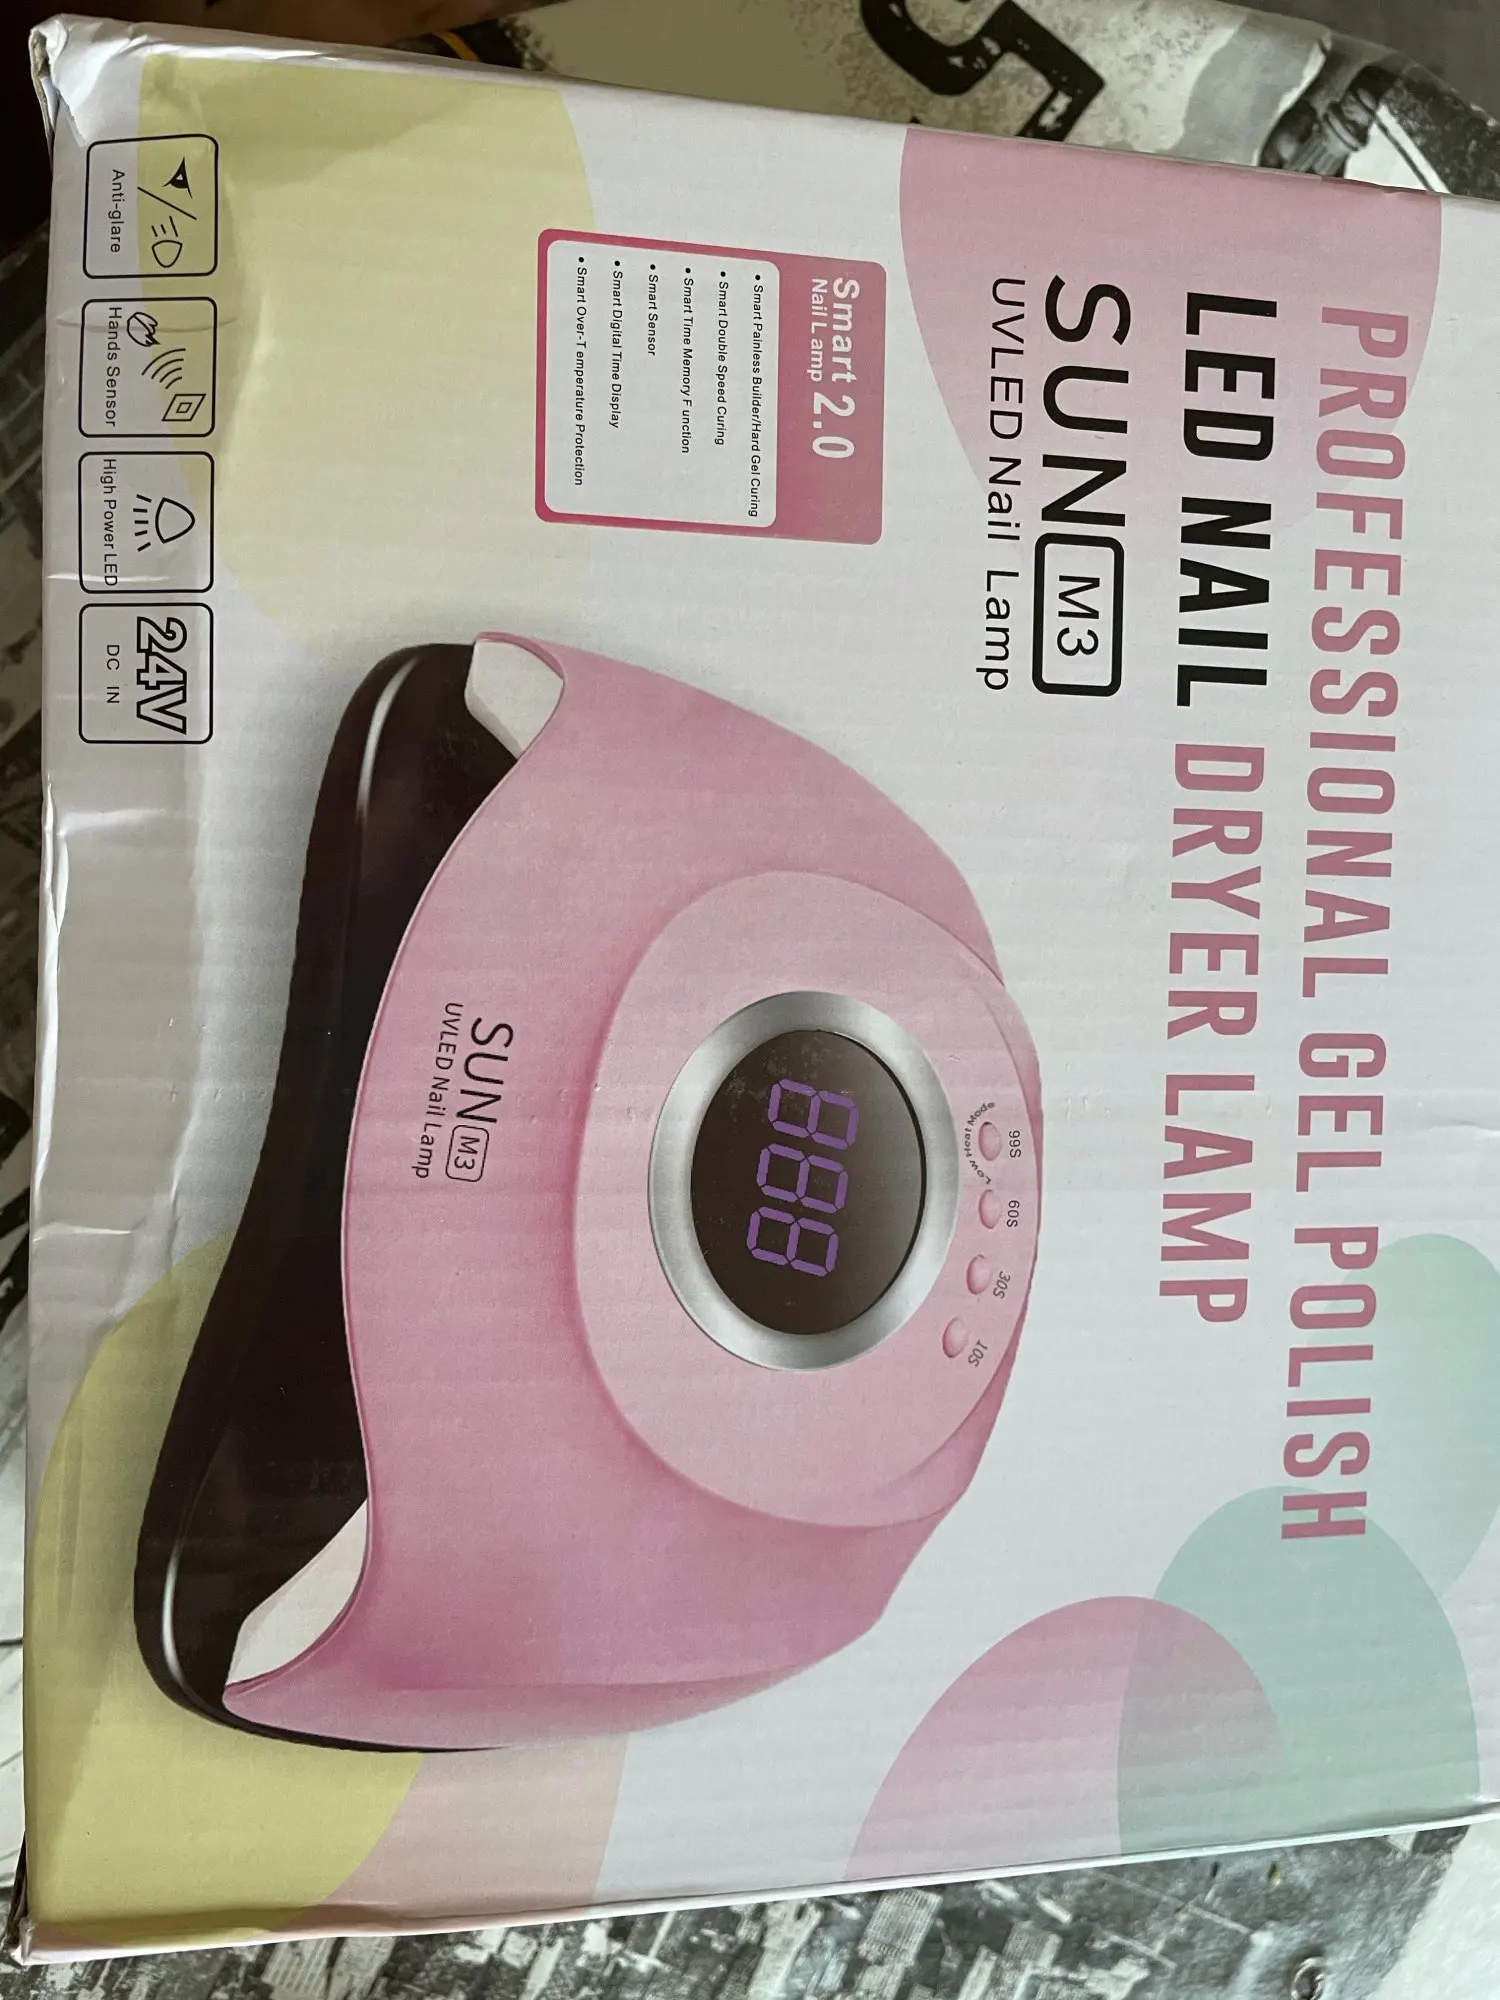 PROFESSIONAL GEL POLISH
LED NAIL DRYER LAMP
SUN M3
UVLED Nail Lamp
Smart 2.0
Nail L amp
• Smart Painless Builder/Hard Gel Curing
• Smart Double Speed Curing
• Smart Time Memory F unction
• Smart Sensor
• Smart Digital Time Display
• Smart Over-T emperature Protection
99S 60S 30S 10S
Low Heat Mode
888
SUN M3
UVLED Nail Lamp
Anti-glare
Hands Sensor
High Power LED
24V
DC IN